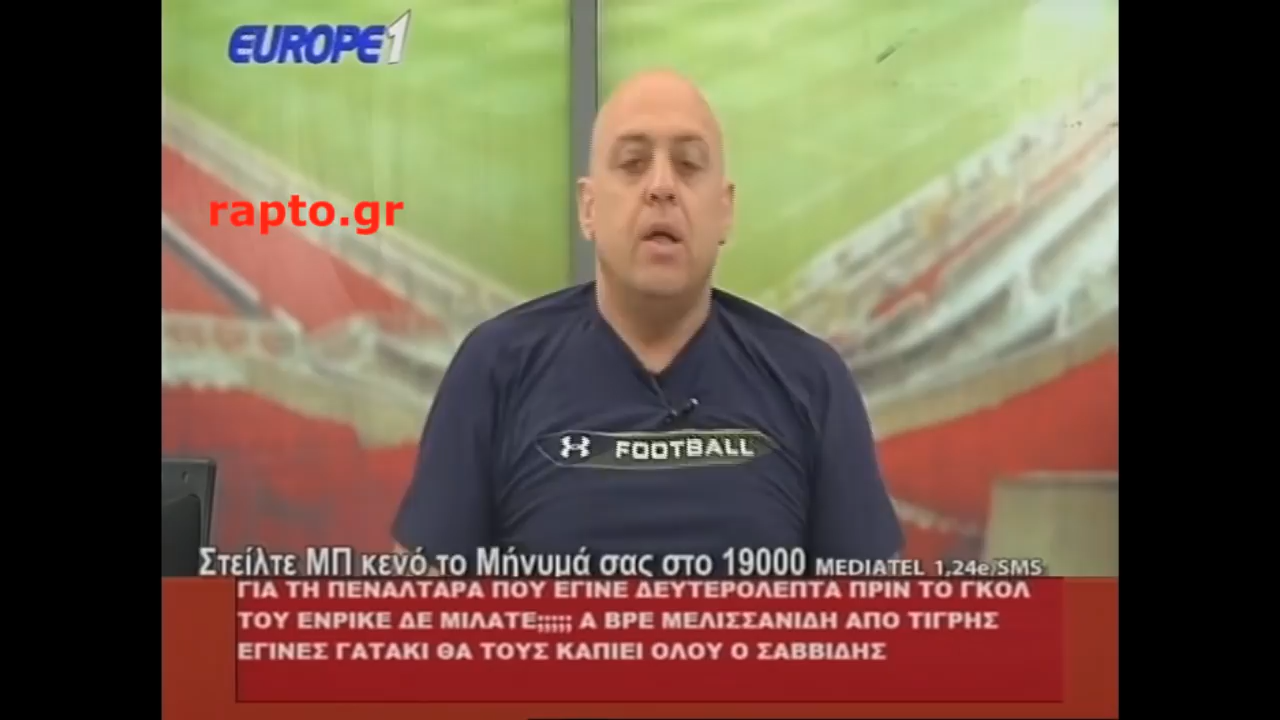 EUROPE1
rapto.gr
FOOTBALL
Στείλτε ΜΠ κενό το Μήνυμά σας στο 19000 MEDIATEL 1,24e/SMS
ΓΙΑ ΤΗ ΠΕΝΑΛΤΑΡΑ ΠΟΥ ΕΓΙΝΕ ΔΕΥΤΕΡΟΛΕΠΤΑ ΠΡΙΝ ΤΟ ΓΚΟΛ
ΤΟΥ ΕΝΡΙΚΕ ΔΕ ΜΙΛΑΤΕ;;;;; Α ΒΡΕ ΜΕΛΙΣΣΑΝΙΔΗ ΑΠΟ ΤΙΓΡΗΣ
ΕΓΙΝΕΣ ΓΑΤΑΚΙ ΘΑ ΤΟΥΣ ΚΑΠΙΕΙ ΟΛΟΥ Ο ΣΑΒΒΙΔΗΣ